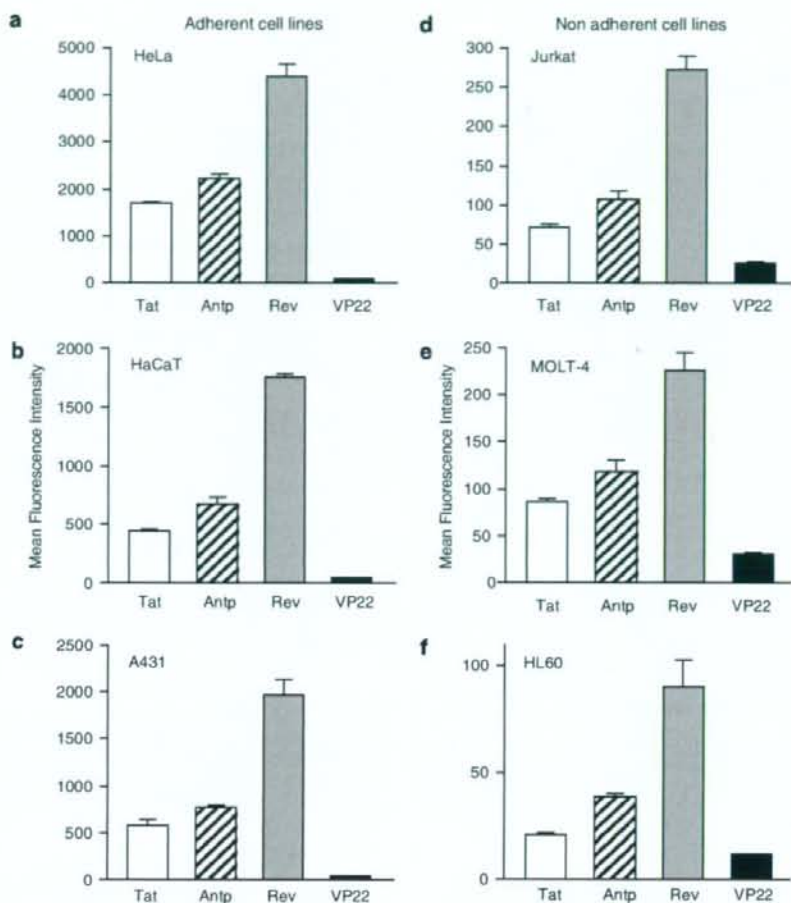 a
Adherent cell lines
HeLa
5000
4000
3000
2000
1000
0
Tat Antp Rev VP22
b
HaCaT
2000
1500
1000
500
0
Mean Fluorescence Intensity
Tat Antp Rev VP22
c
A431
2500
2000
1500
1000
500
0
Tat Antp Rev VP22
d
Non adherent cell lines
Jurkat
300
250
200
150
100
50
0
Tat Antp Rev VP22
e
MOLT-4
250
200
150
100
50
0
Mean Fluorescence Intensity
Tat Antp Rev VP22
f
HL60
100
50
0
Tat Antp Rev VP22